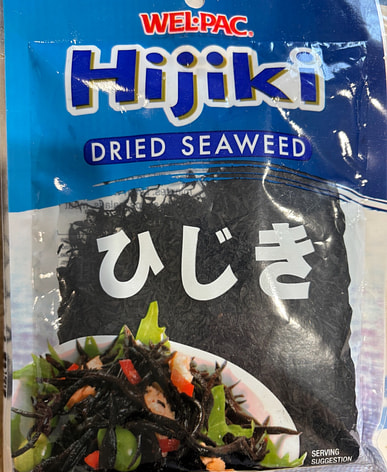 WEL-PAC®
Hijiki
DRIED SEAWEED
ひじき
SERVING
SUGGESTION